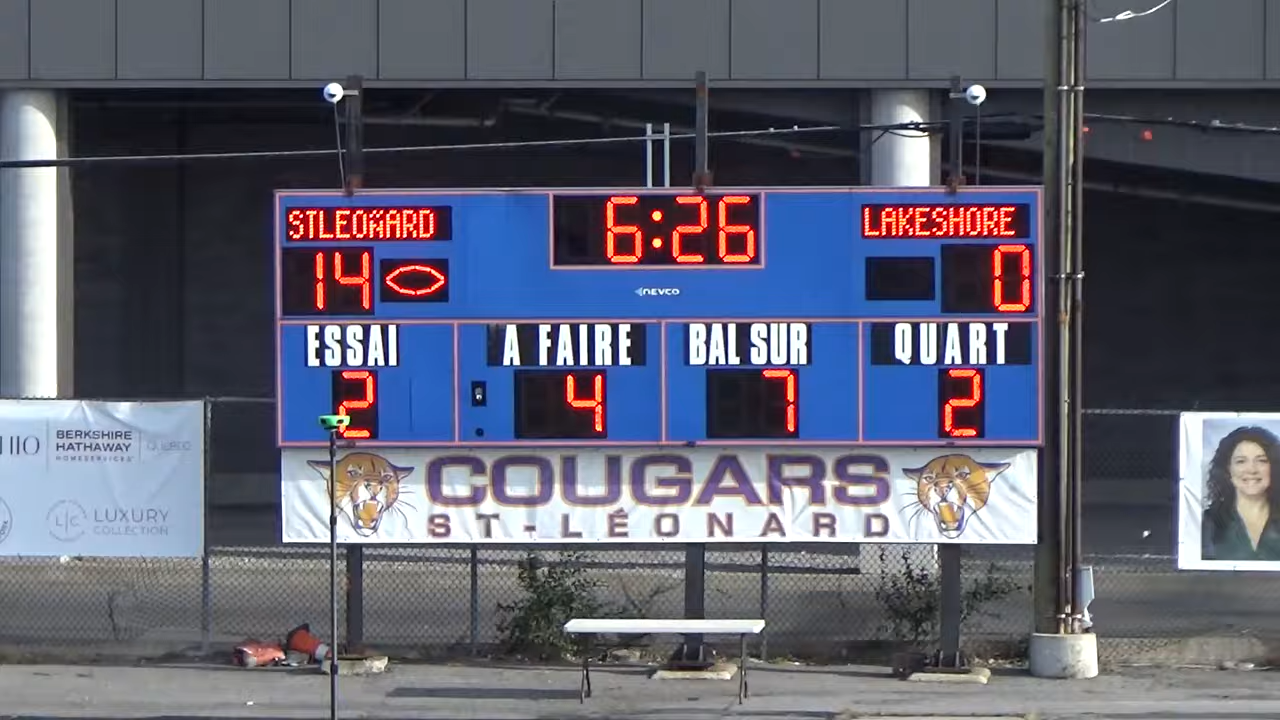 STLEONARD
6:26
LAKESHORE
14
0
NEVCO
ESSAI
A FAIRE
BAL SUR
QUART
2
4
7
2
BERKSHIRE
HATHAWAY
HOMESERVICES
LUXURY
COLLECTION
COUGARS
ST-LÉONARD